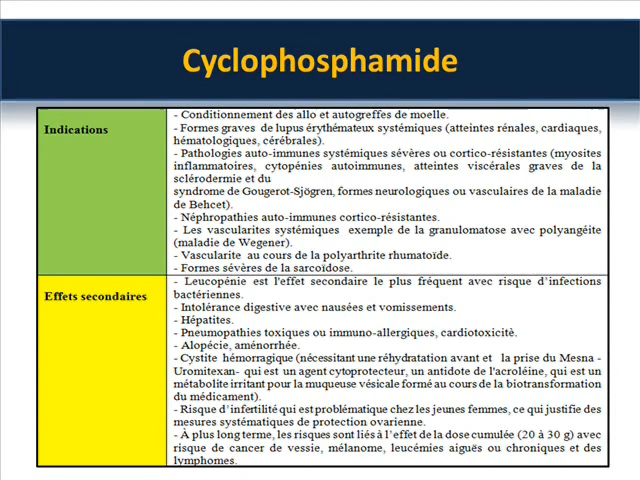 Cyclophosphamide
Indications
- Conditionnement des allo et autogreffes de moelle.
- Formes graves de lupus érythémateux systémiques (atteintes rénales, cardiaques,
hématologiques, cérébrales).
- Pathologies auto-immunes systémiques sévères ou cortico-résistantes (myosites
inflammatoires, cytopénies autoimmunes, atteintes viscérales graves de la
sclérodermie et du
syndrome de Gougerot-Sjögren, formes neurologiques ou vasculaires de la maladie
de Behcet).
- Néphropathies auto-immunes cortico-résistantes.
- Les vascularites systémiques exemple de la granulomatose avec polyangéite
(maladie de Wegener).
- Vascularite au cours de la polyarthrite rhumatoïde.
- Formes sévères de la sarcoïdose.
Effets secondaires
- Leucopénie est l'effet secondaire le plus fréquent avec risque d'infections
bactériennes.
- Intolérance digestive avec nausées et vomissements.
- Hépatites.
- Pneumopathies toxiques ou immuno-allergiques, cardiotoxicitè.
- Alopécie, aménorrhée.
- Cystite hémorragique (nécessitant une réhydratation avant et la prise du Mesna -
Uromitexan- qui est un agent cytoprotecteur, un antidote de l'acroléine, qui est un
métabolite irritant pour la muqueuse vésicale formé au cours de la biotransformation
du médicament).
- Risque d'infertilité qui est problématique chez les jeunes femmes, ce qui justifie des
mesures systématiques de protection ovarienne.
- À plus long terme, les risques sont liés à l'effet de la dose cumulée (20 à 30 g) avec
risque de cancer de vessie, mélanome, leucémies aiguës ou chroniques et des
lymphomes.